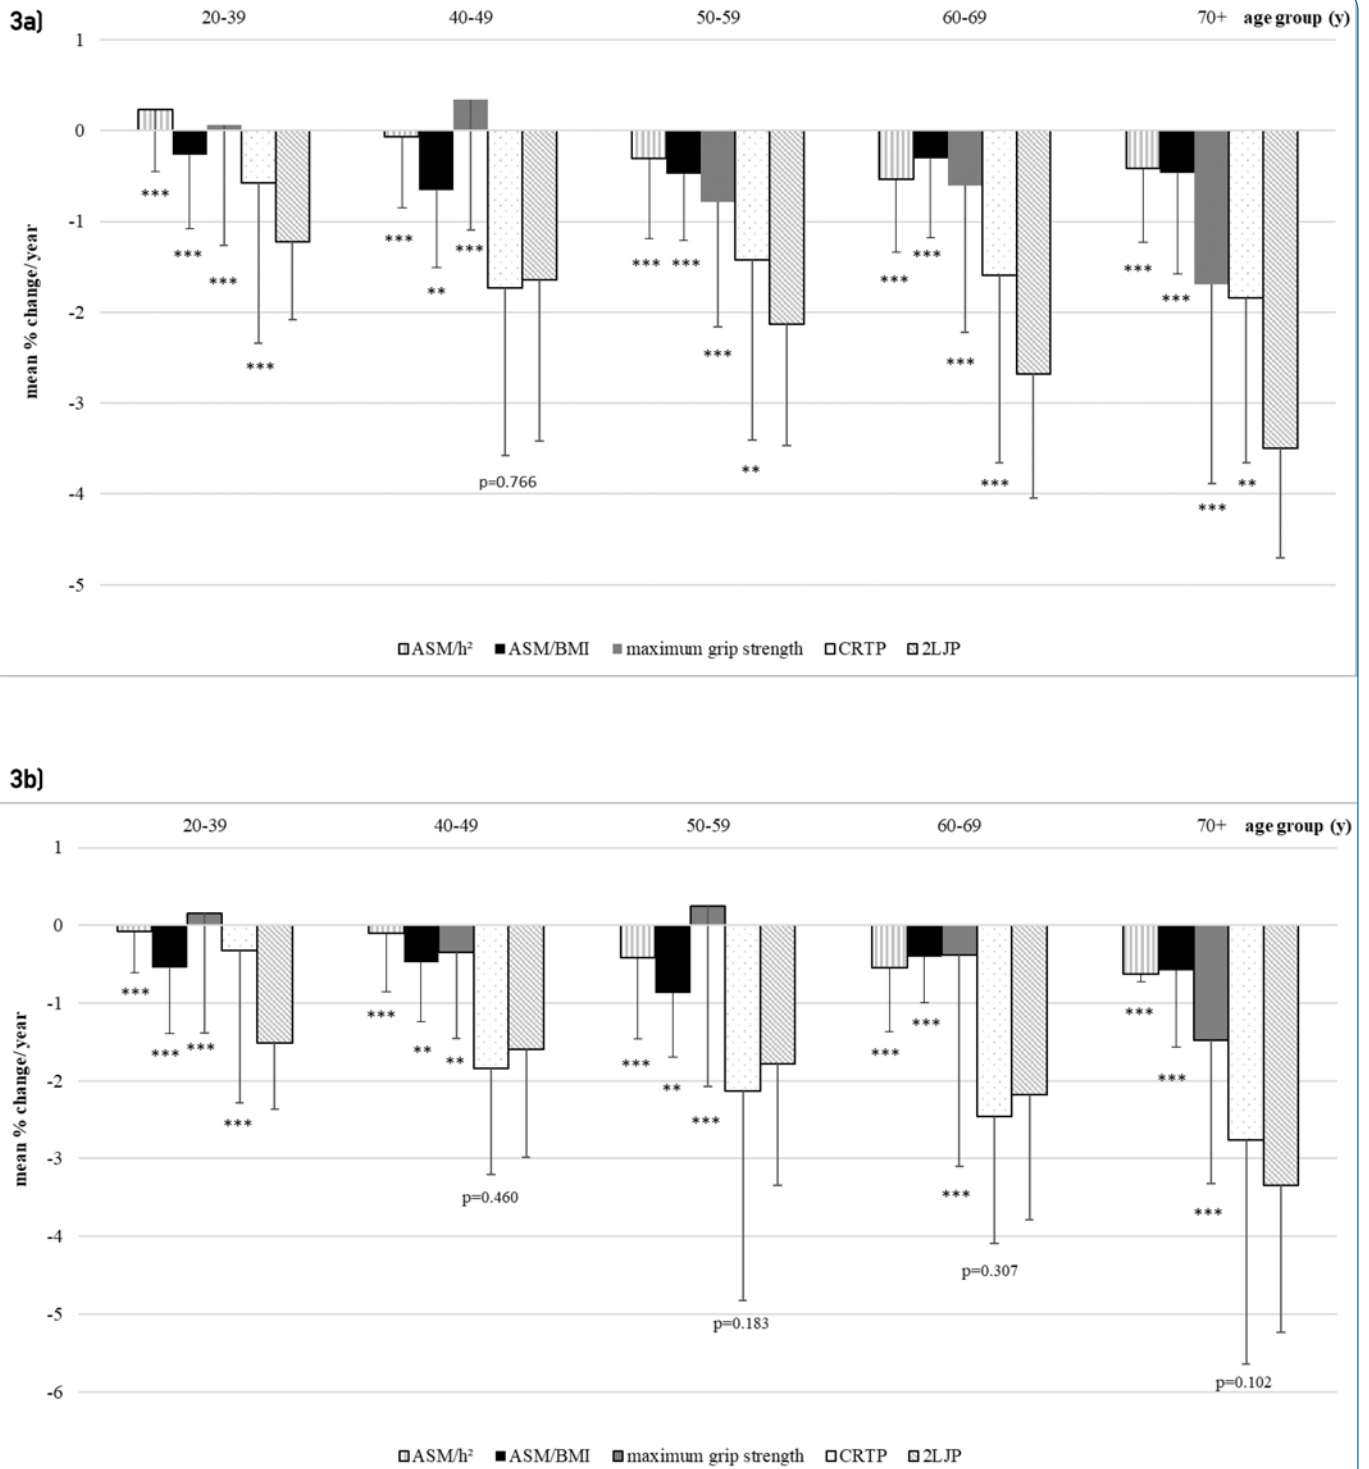 3a)
20-39 40-49 50-59 60-69 70+ age group (y)
1
0
-1
-2
-3
-4
-5
mean % change/year
*** *** *** ***
*** ** *** p=0.766
*** *** *** **
*** *** *** ***
*** *** *** **
ASM/h² ASM/BMI maximum grip strength CRTP 2LJP
3b)
20-39 40-49 50-59 60-69 70+ age group (y)
1
0
-1
-2
-3
-4
-5
-6
mean % change/year
*** *** *** ***
*** ** ** p=0.460
*** ** *** p=0.183
*** *** *** p=0.307
*** *** *** p=0.102
ASM/h² ASM/BMI maximum grip strength CRTP 2LJP